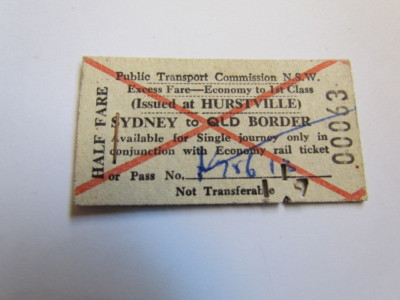 Public Transport Commission N.S.W.
Excess Fare—Economy to 1st Class
(Issued at HURSTVILLE)
SYDNEY to QLD BORDER
Available for Single journey only in
conjunction with Economy rail ticket
or Pass No.
Not Transferable
HALF FARE
00063